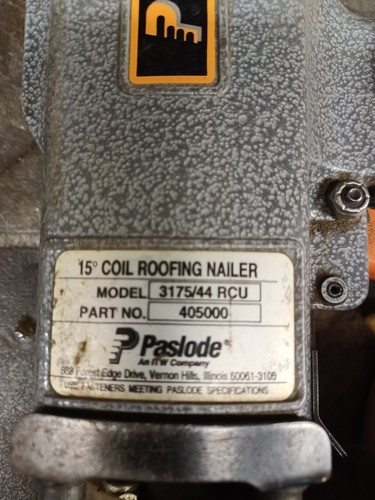 15° COIL ROOFING NAILER
MODEL 3175/44 RCU
PART NO. 405000
Paslode®
An ITW Company
888 Forest Edge Drive, Vernon Hills, Illinois 60061-3105
FASTENERS MEETING PASLODE SPECIFICATIONS